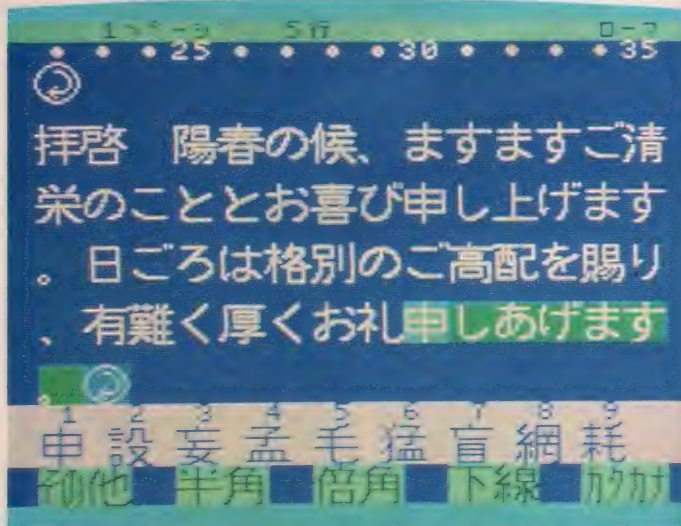 1ページ 5行 ローマ
25 30 35
拝啓 陽春の候、ますますご清
栄のこととお喜び申し上げます
。日ごろは格別のご高配を賜り
、有難く厚くお礼申しあげます
。
1 2 3 4 5 6 7 8 9
申 設 妄 孟 毛 猛 盲 網 耗
その他 半角 倍角 下線 カタカナ